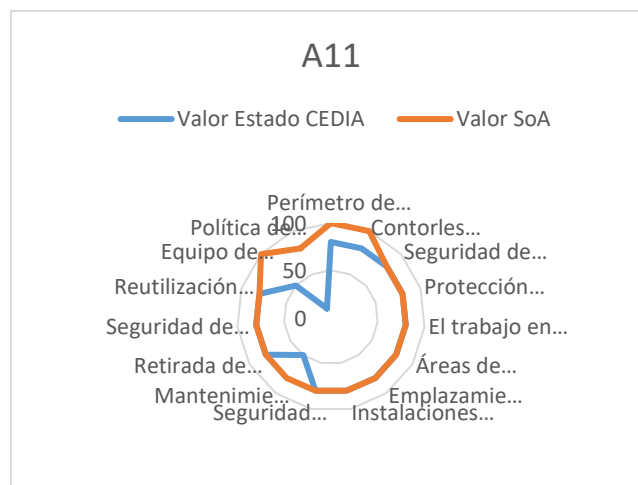 A11
Valor Estado CEDIA Valor SoA
Perímetro de...
Política de... 100 Contorles...
Equipo de... Seguridad de...
50
Reutilización... Protección...
0
Seguridad de... El trabajo en...
Retirada de... Áreas de...
Mantenimie... Emplazamie...
Seguridad... Instalaciones...